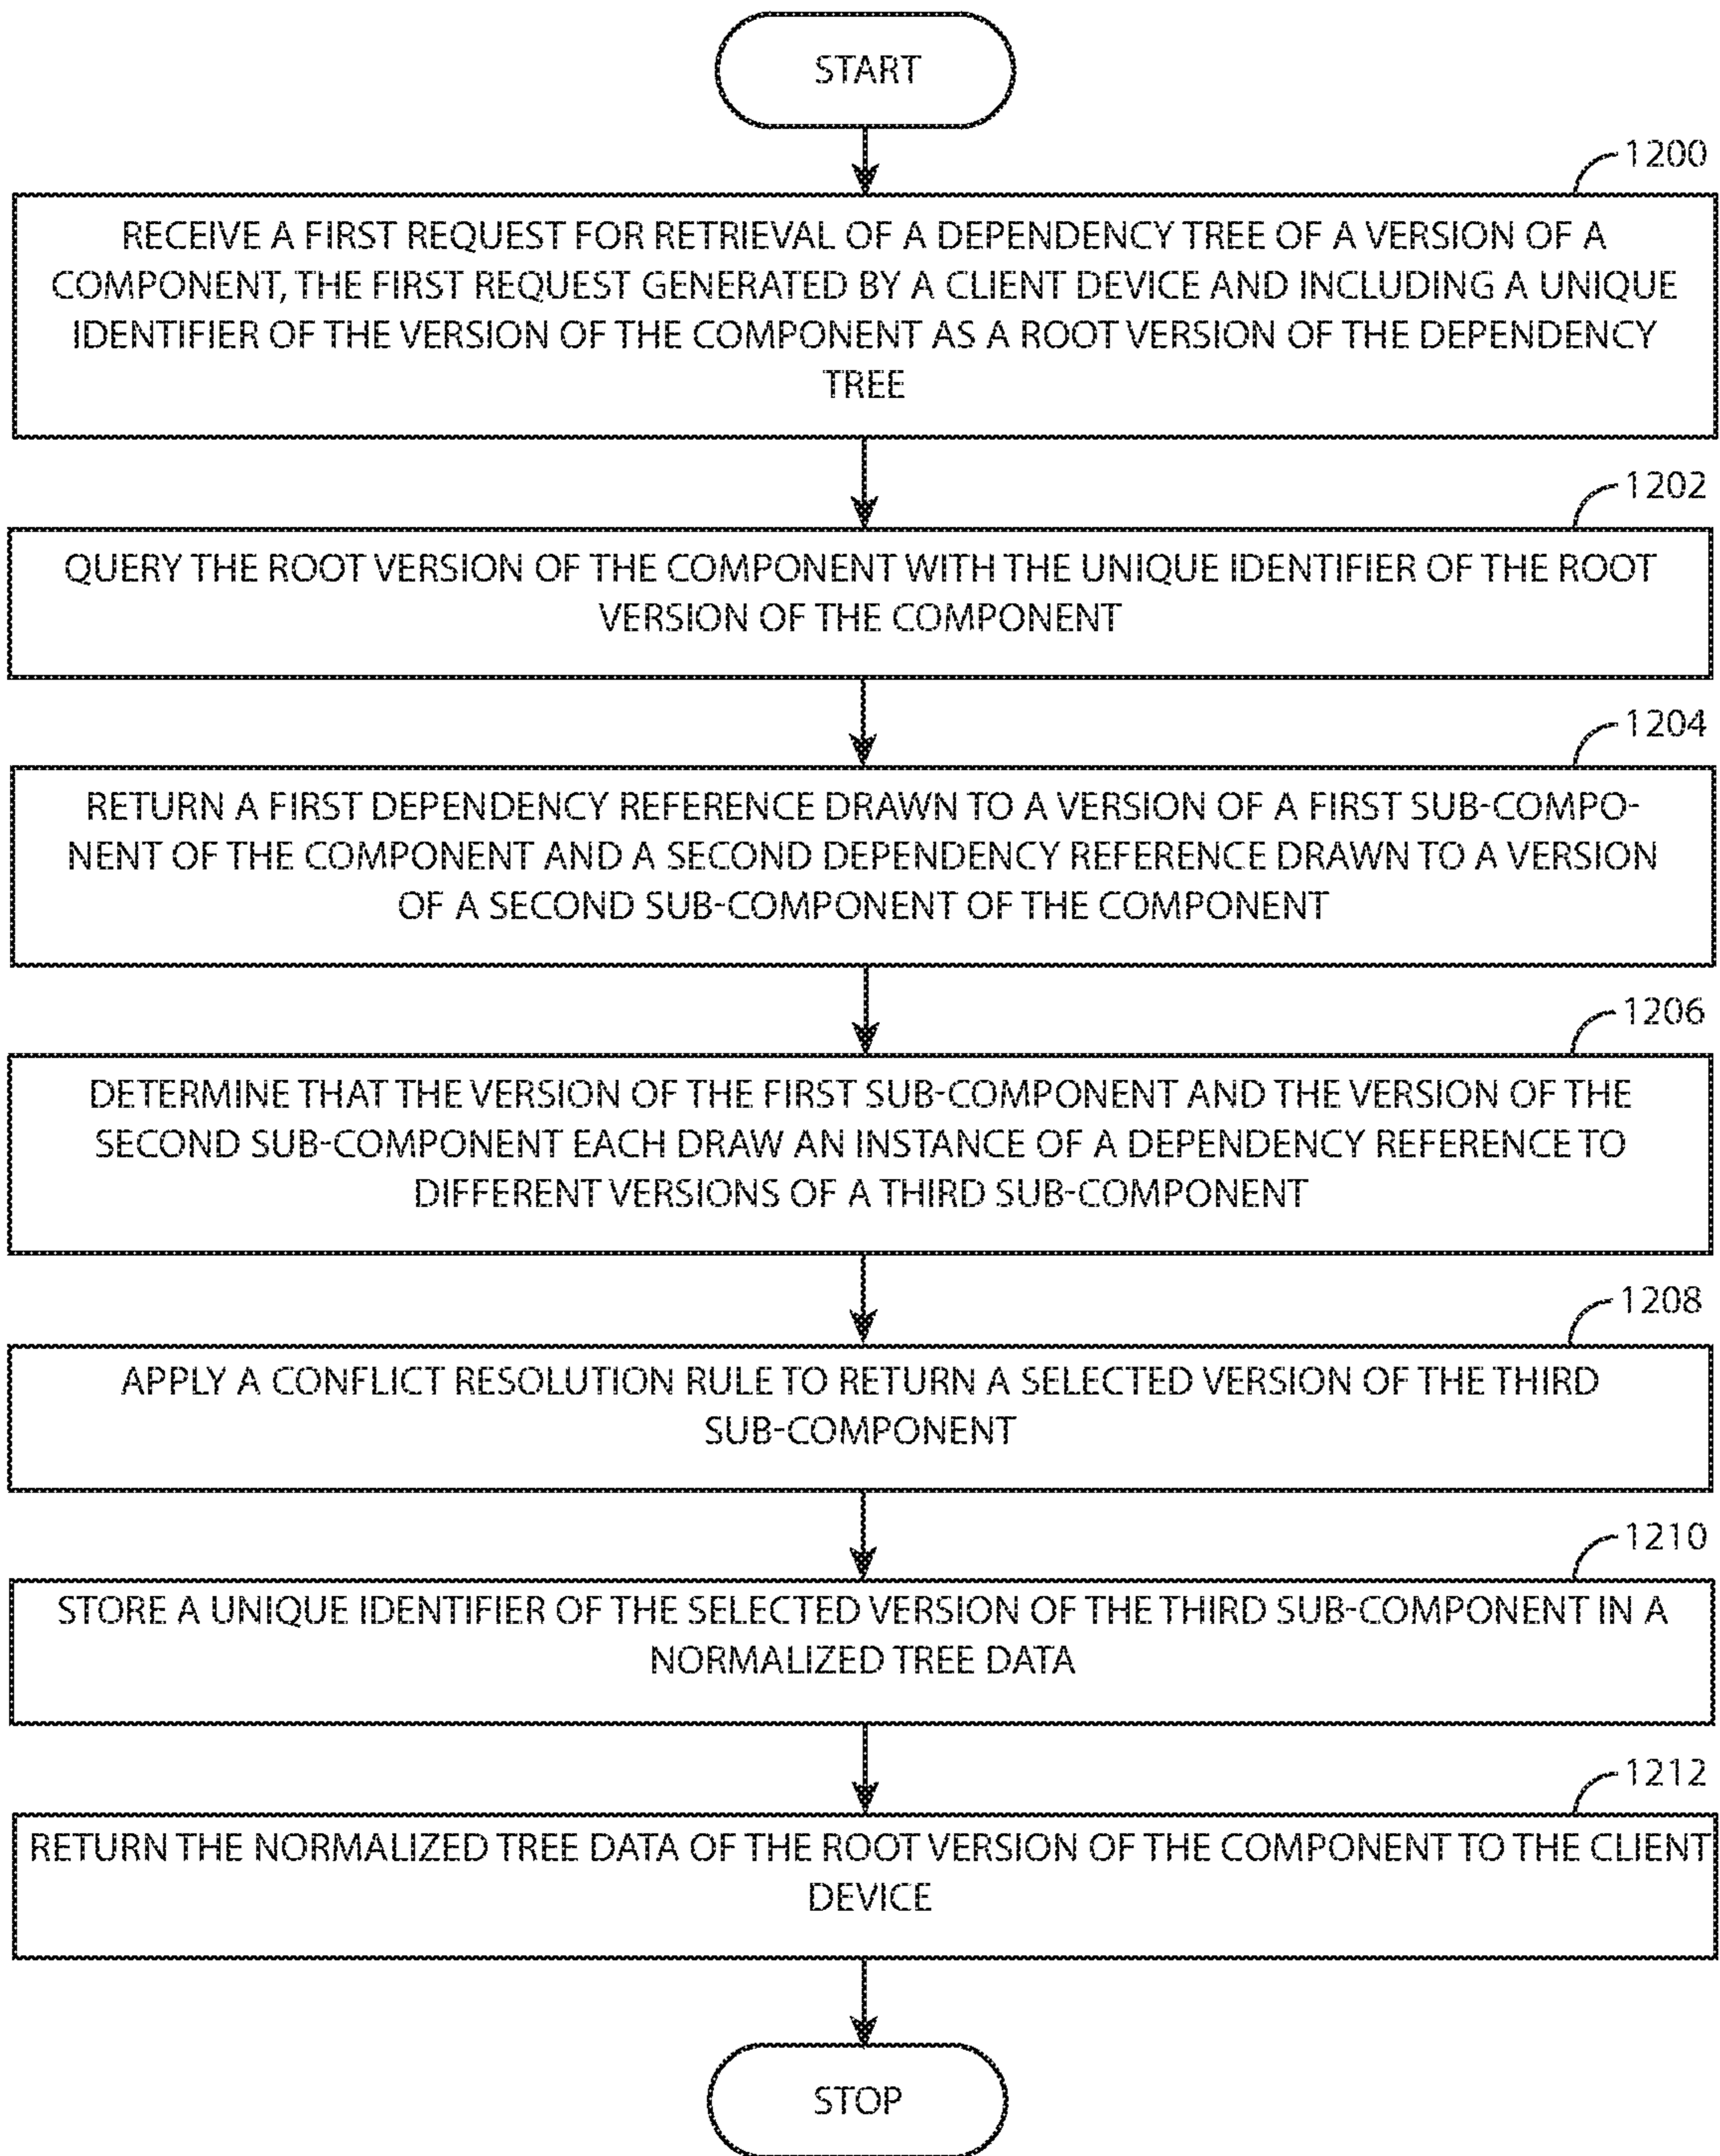 START
1200
RECEIVE A FIRST REQUEST FOR RETRIEVAL OF A DEPENDENCY TREE OF A VERSION OF A
COMPONENT, THE FIRST REQUEST GENERATED BY A CLIENT DEVICE AND INCLUDING A UNIQUE
IDENTIFIER OF THE VERSION OF THE COMPONENT AS A ROOT VERSION OF THE DEPENDENCY
TREE
1202
QUERY THE ROOT VERSION OF THE COMPONENT WITH THE UNIQUE IDENTIFIER OF THE ROOT
VERSION OF THE COMPONENT
1204
RETURN A FIRST DEPENDENCY REFERENCE DRAWN TO A VERSION OF A FIRST SUB-COMPO-
NENT OF THE COMPONENT AND A SECOND DEPENDENCY REFERENCE DRAWN TO A VERSION
OF A SECOND SUB-COMPONENT OF THE COMPONENT
1206
DETERMINE THAT THE VERSION OF THE FIRST SUB-COMPONENT AND THE VERSION OF THE
SECOND SUB-COMPONENT EACH DRAW AN INSTANCE OF A DEPENDENCY REFERENCE TO
DIFFERENT VERSIONS OF A THIRD SUB-COMPONENT
1208
APPLY A CONFLICT RESOLUTION RULE TO RETURN A SELECTED VERSION OF THE THIRD
SUB-COMPONENT
1210
STORE A UNIQUE IDENTIFIER OF THE SELECTED VERSION OF THE THIRD SUB-COMPONENT IN A
NORMALIZED TREE DATA
1212
RETURN THE NORMALIZED TREE DATA OF THE ROOT VERSION OF THE COMPONENT TO THE CLIENT
DEVICE
STOP